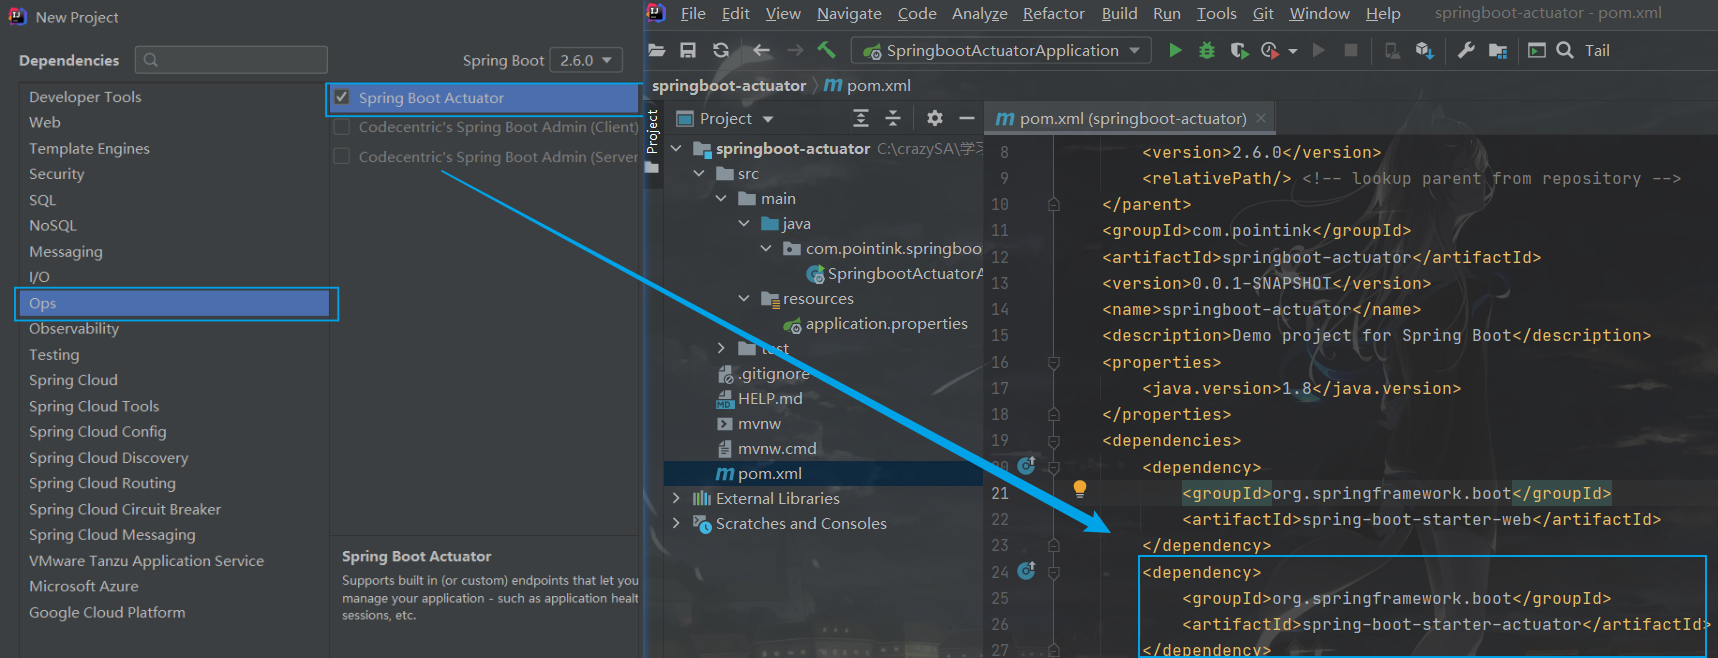 New Project
Dependencies
Spring Boot 2.6.0
Developer Tools
Web
Template Engines
Security
SQL
NoSQL
Messaging
I/O
Ops
Observability
Testing
Spring Cloud
Spring Cloud Tools
Spring Cloud Config
Spring Cloud Discovery
Spring Cloud Routing
Spring Cloud Circuit Breaker
Spring Cloud Messaging
VMware Tanzu Application Service
Microsoft Azure
Google Cloud Platform
Spring Boot Actuator
Codecentric's Spring Boot Admin (Client)
Codecentric's Spring Boot Admin (Server
Spring Boot Actuator
Supports built in (or custom) endpoints that let you
manage your application - such as application healt
sessions, etc.
File Edit View Navigate Code Analyze Refactor Build Run Tools Git Window Help springboot-actuator - pom.xml
SpringbootActuatorApplication Tail
springboot-actuator pom.xml
Project
Project
springboot-actuator C:\crazySA\学习
src
main
java
com.pointink.springboo
SpringbootActuatorA
resources
application.properties
test
.gitignore
HELP.md
mvnw
mvnw.cmd
pom.xml
External Libraries
Scratches and Consoles
pom.xml (springboot-actuator)
8 <version>2.6.0</version>
9 <relativePath/> <!-- lookup parent from repository -->
10 </parent>
11 <groupId>com.pointink</groupId>
12 <artifactId>springboot-actuator</artifactId>
13 <version>0.0.1-SNAPSHOT</version>
14 <name>springboot-actuator</name>
15 <description>Demo project for Spring Boot</description>
16 <properties>
17 <java.version>1.8</java.version>
18 </properties>
19 <dependencies>
20 <dependency>
21 <groupId>org.springframework.boot</groupId>
22 <artifactId>spring-boot-starter-web</artifactId>
23 </dependency>
24 <dependency>
25 <groupId>org.springframework.boot</groupId>
26 <artifactId>spring-boot-starter-actuator</artifactId>
27 </dependency>